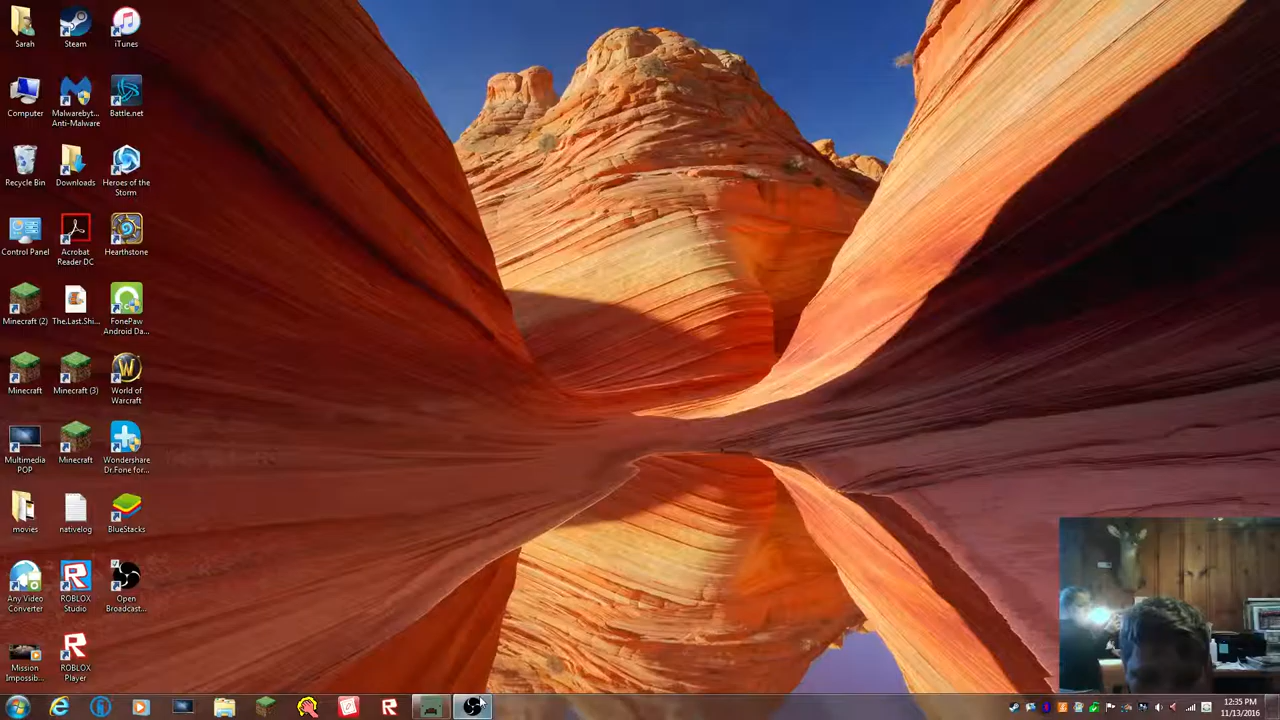 Sarah
Steam
iTunes
Computer
Malwarebyt...
Anti-Malware
Battle.net
Recycle Bin
Downloads
Heroes of the
Storm
Control Panel
Acrobat
Reader DC
Hearthstone
Minecraft (2)
The.Last.Shi...
FonePaw
Android Da...
Minecraft
Minecraft (3)
World of
Warcraft
Multimedia
POP
Minecraft
Wondershare
Dr.Fone for...
movies
nativelog
BlueStacks
Any Video
Converter
ROBLOX
Studio
Open
Broadcast...
Mission
Impossib...
ROBLOX
Player
12:35 PM
11/13/2016